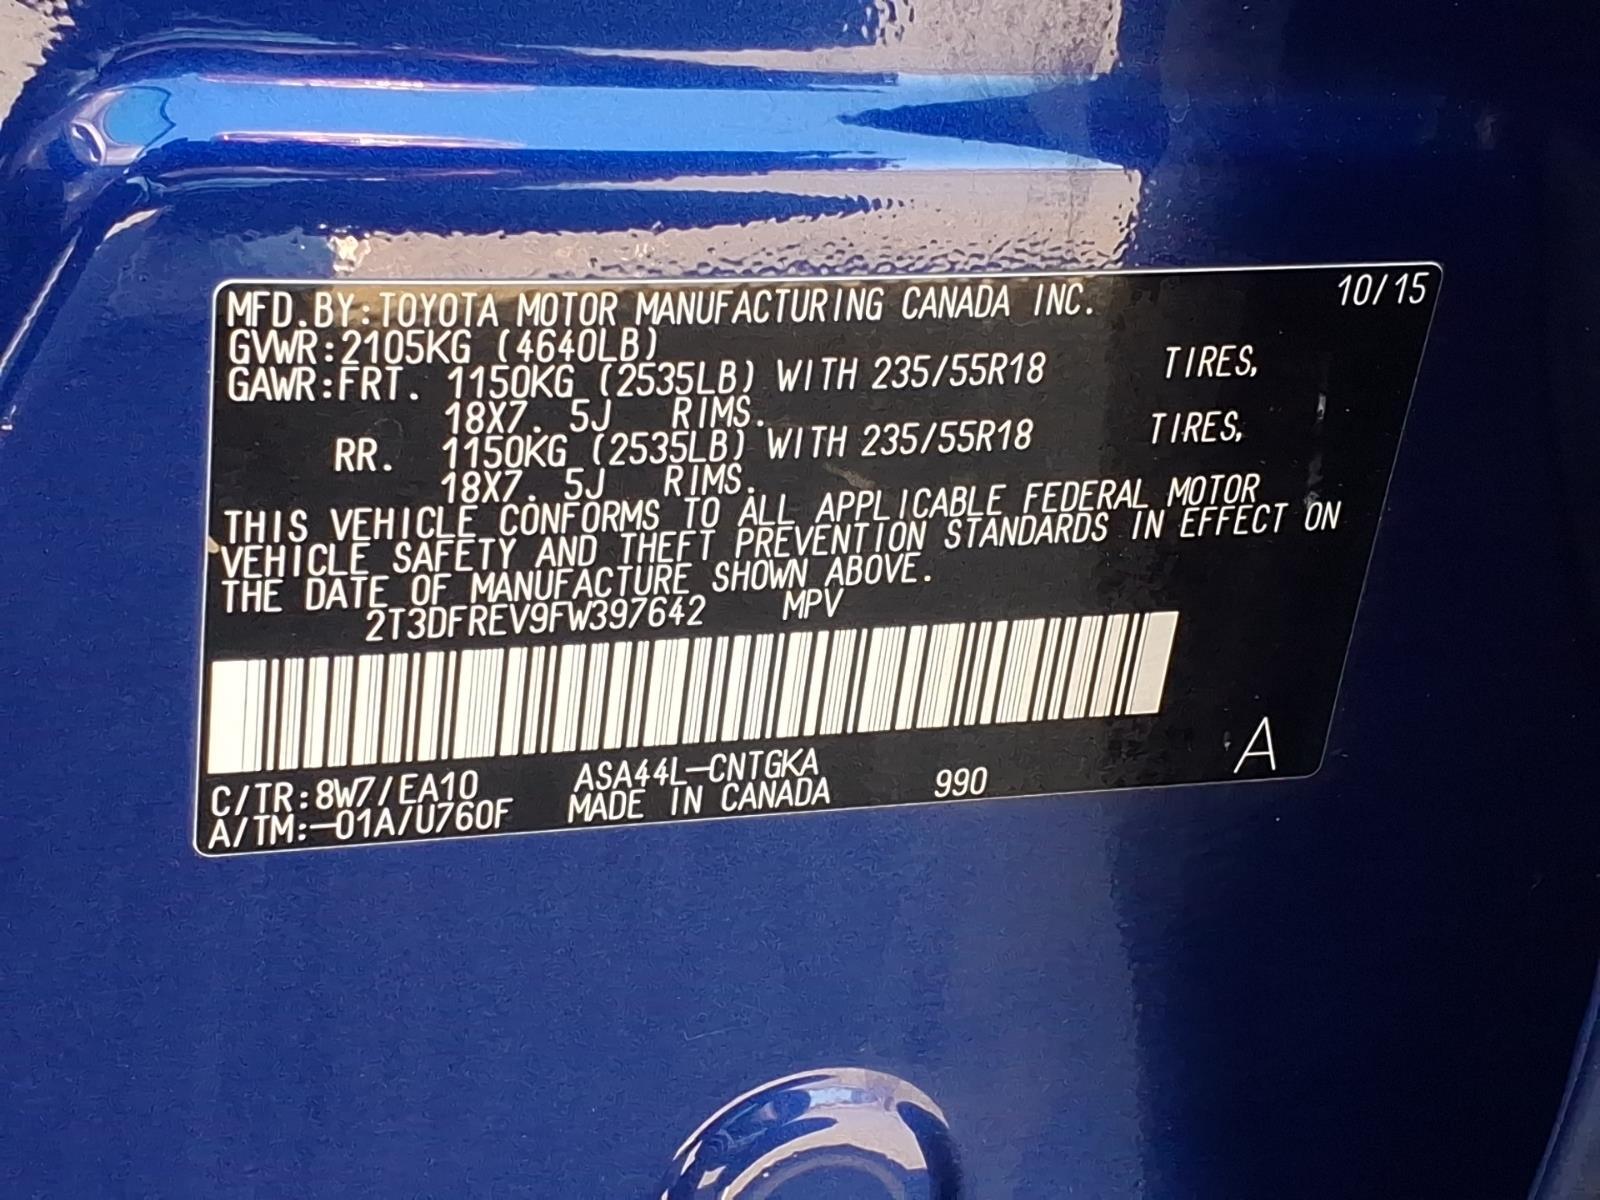 MFD.BY:TOYOTA MOTOR MANUFACTURING CANADA INC. 10/15
GVWR:2105KG (4640LB)
GAWR:FRT. 1150KG (2535LB) WITH 235/55R18 TIRES,
18X7. 5J RIMS.
RR. 1150KG (2535LB) WITH 235/55R18 TIRES,
18X7. 5J RIMS.
THIS VEHICLE CONFORMS TO ALL APPLICABLE FEDERAL MOTOR
VEHICLE SAFETY AND THEFT PREVENTION STANDARDS IN EFFECT ON
THE DATE OF MANUFACTURE SHOWN ABOVE.
2T3DFREV9FW397642 MPV
C/TR:8W7/EA10 ASA44L-CNTGKA 990 A
A/TM:-01A/U760F MADE IN CANADA